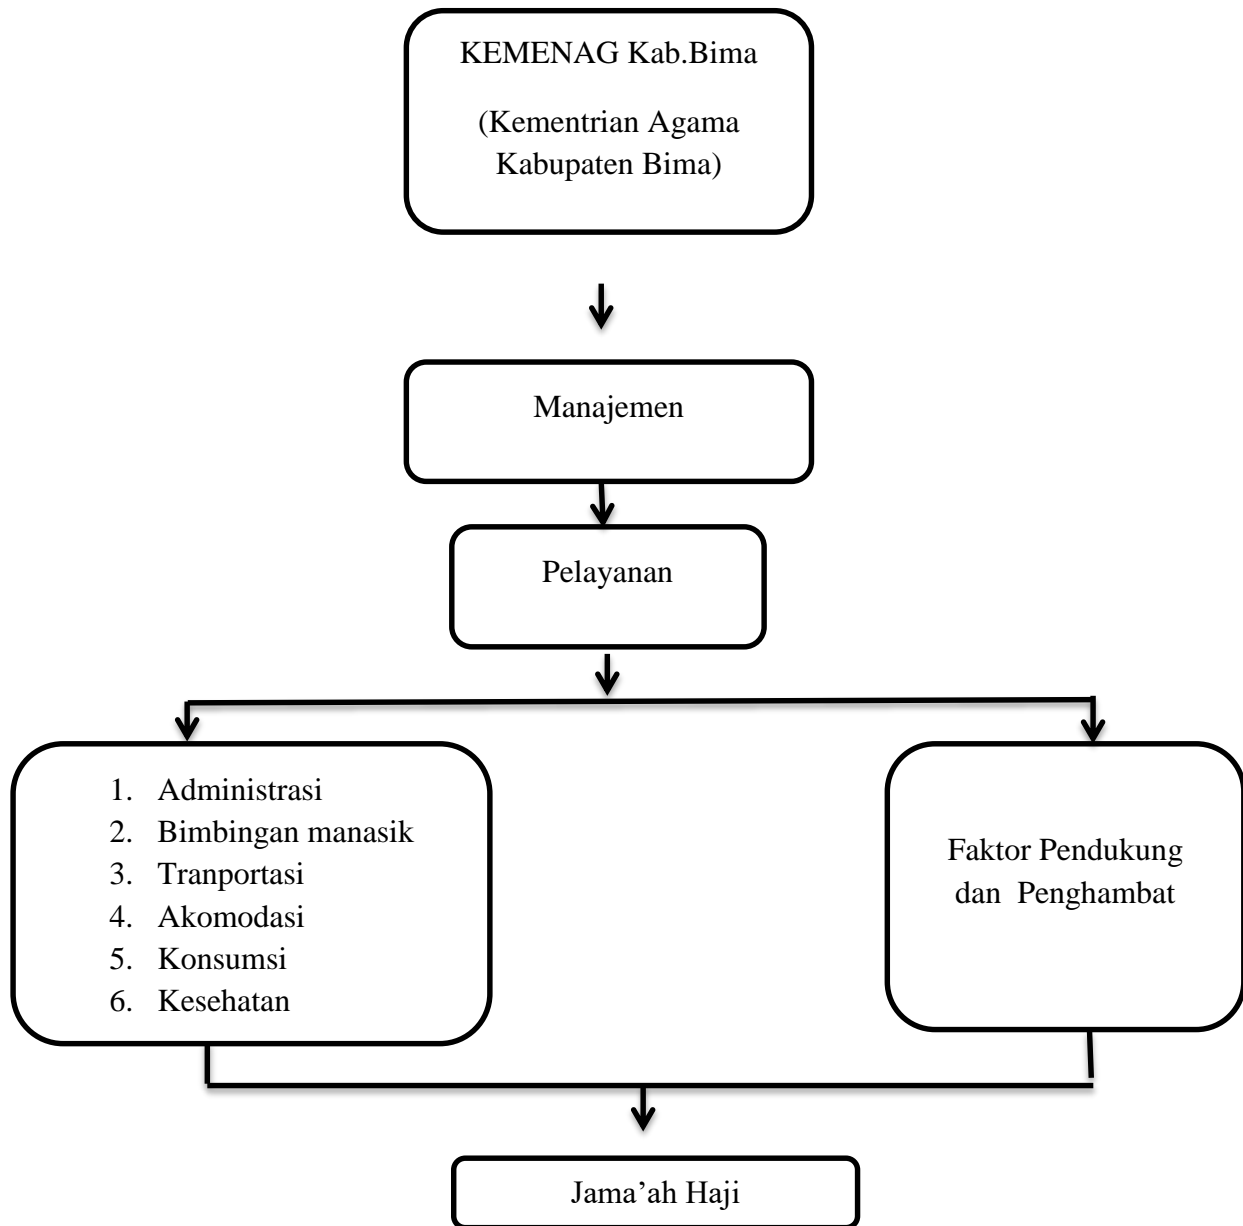 KEMENAG Kab.Bima
(Kementrian Agama
Kabupaten Bima)
Manajemen
Pelayanan
1. Administrasi
2. Bimbingan manasik
3. Tranportasi
4. Akomodasi
5. Konsumsi
6. Kesehatan
Faktor Pendukung
dan Penghambat
Jama’ah Haji